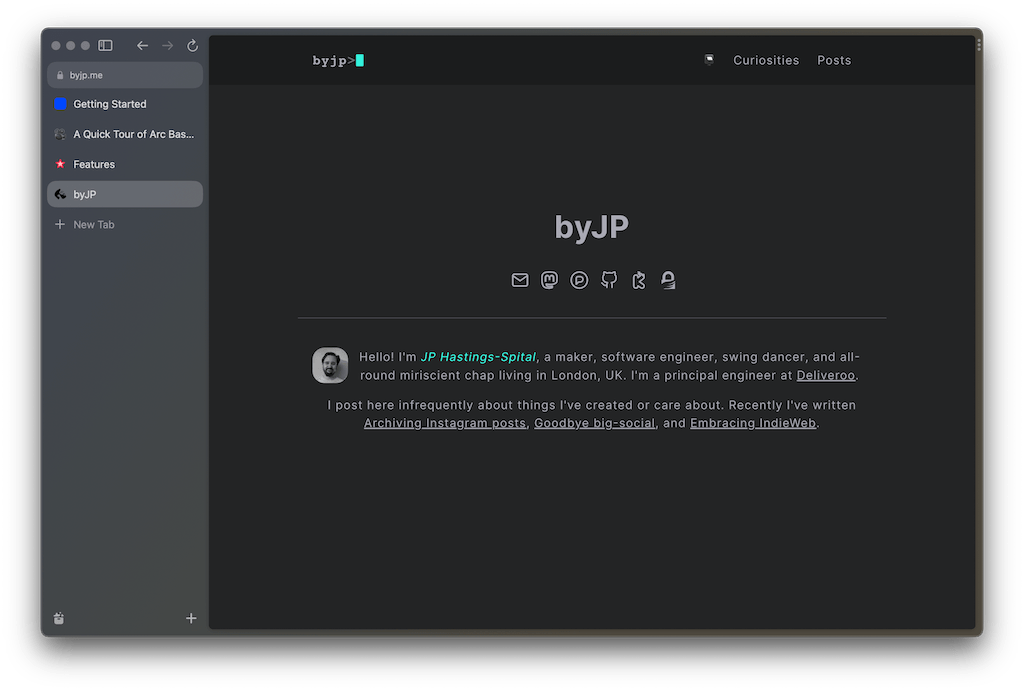 byjp.me
Getting Started
A Quick Tour of Arc Bas...
Features
byJP
New Tab
byjp>
Curiosities
Posts
byJP
Hello! I'm JP Hastings-Spital, a maker, software engineer, swing dancer, and all-
round miriscient chap living in London, UK. I'm a principal engineer at Deliveroo.
I post here infrequently about things I've created or care about. Recently I've written
Archiving Instagram posts, Goodbye big-social, and Embracing IndieWeb.